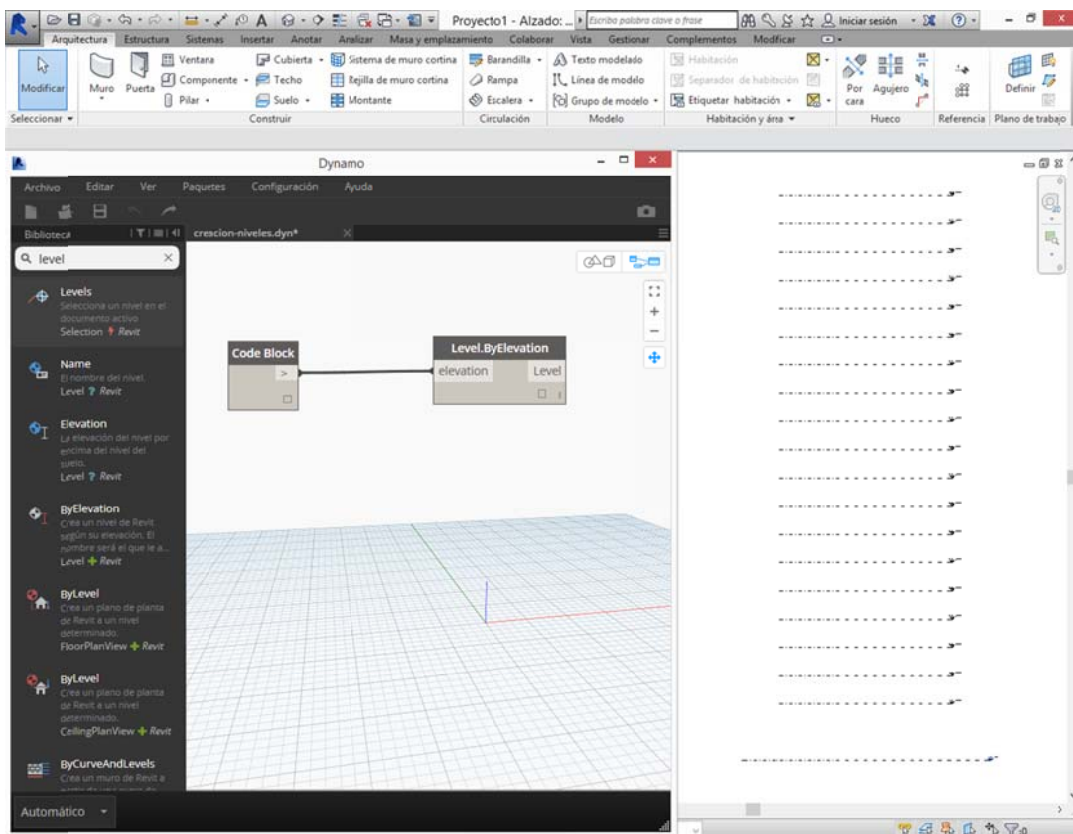 Proyecto1 - Alzado: ... Escriba palabra clave o frase Iniciar sesión
Arquitectura Estructura Sistemas Insertar Anotar Analizar Masa y emplazamiento Colaborar Vista Gestionar Complementos Modificar
Ventana Cubierta Sistema de muro cortina Barandilla Texto modelado Habitación
Modificar Muro Puerta Componente Techo Rejilla de muro cortina Rampa Línea de modelo Separador de habitación Por cara Agujero Definir
Pilar Suelo Montante Escalera Grupo de modelo Etiquetar habitación
Seleccionar Construir Circulación Modelo Habitación y área Hueco Referencia Plano de trabajo
Dynamo
Archivo Editar Ver Paquetes Configuración Ayuda
Biblioteca crescion-niveles.dyn*
level
Levels
Selecciona un nivel en el
documento activo
Selection Revit
Name
El nombre del nivel.
Level ? Revit
Elevation
La elevación del nivel por
encima del nivel del
suelo.
Level ? Revit
ByElevation
Crea un nivel de Revit
según su elevación. El
nombre será el que le a...
Level + Revit
ByLevel
Crea un plano de planta
de Revit a un nivel
determinado.
FloorPlanView + Revit
ByLevel
Crea un plano de planta
de Revit a un nivel
determinado.
CeilingPlanView + Revit
ByCurveAndLevels
Crea un muro de Revit a
Code Block
>
Level.ByElevation
elevation Level
Automático